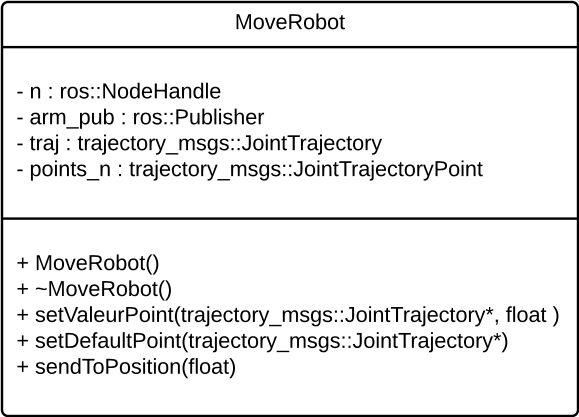 MoveRobot
- n : ros::NodeHandle
- arm_pub : ros::Publisher
- traj : trajectory_msgs::JointTrajectory
- points_n : trajectory_msgs::JointTrajectoryPoint
+ MoveRobot()
+ ~MoveRobot()
+ setValeurPoint(trajectory_msgs::JointTrajectory*, float )
+ setDefaultPoint(trajectory_msgs::JointTrajectory*)
+ sendToPosition(float)